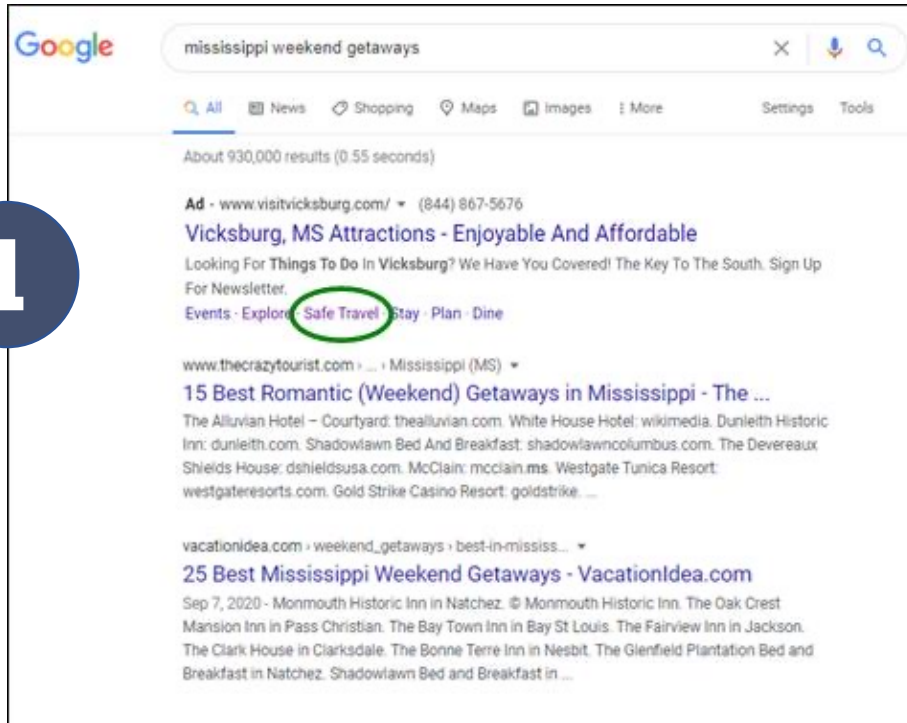 Google
mississippi weekend getaways
All News Shopping Maps Images More Settings Tools
About 930,000 results (0.55 seconds)
Ad - www.visitvicksburg.com/ (844) 867-5676
Vicksburg, MS Attractions - Enjoyable And Affordable
Looking For Things To Do In Vicksburg? We Have You Covered! The Key To The South. Sign Up
For Newsletter.
Events · Explore · Safe Travel · Stay · Plan · Dine
1
www.thecrazytourist.com › ... › Mississippi (MS)
15 Best Romantic (Weekend) Getaways in Mississippi - The ...
The Alluvian Hotel – Courtyard: thealluvian.com. White House Hotel: wikimedia. Dunleith Historic
Inn: dunleith.com. Shadowlawn Bed And Breakfast: shadowlawncolumbus.com. The Devereaux
Shields House: dshieldsusa.com. McClain: mcclain.ms. Westgate Tunica Resort:
westgateresorts.com. Gold Strike Casino Resort: goldstrike. ...
vacationidea.com › weekend_getaways › best-in-mississ...
25 Best Mississippi Weekend Getaways - VacationIdea.com
Sep 7, 2020 - Monmouth Historic Inn in Natchez. © Monmouth Historic Inn. The Oak Crest
Mansion Inn in Pass Christian. The Bay Town Inn in Bay St Louis. The Fairview Inn in Jackson.
The Clark House in Clarksdale. The Bonne Terre Inn in Nesbit. The Glenfield Plantation Bed and
Breakfast in Natchez. Shadowlawn Bed and Breakfast in ...